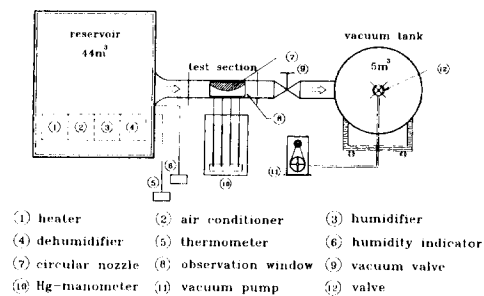 reservoir
44m³
test section
vacuum tank
5m³
⑦
⑨
⑫
⑧
① ② ③ ④
⑥
⑤
⑩
⑪
① heater ② air conditioner ③ humidifier
④ dehumidifier ⑤ thermometer ⑥ humidity indicator
⑦ circular nozzle ⑧ observation window ⑨ vacuum valve
⑩ Hg-manometer ⑪ vacuum pump ⑫ valve